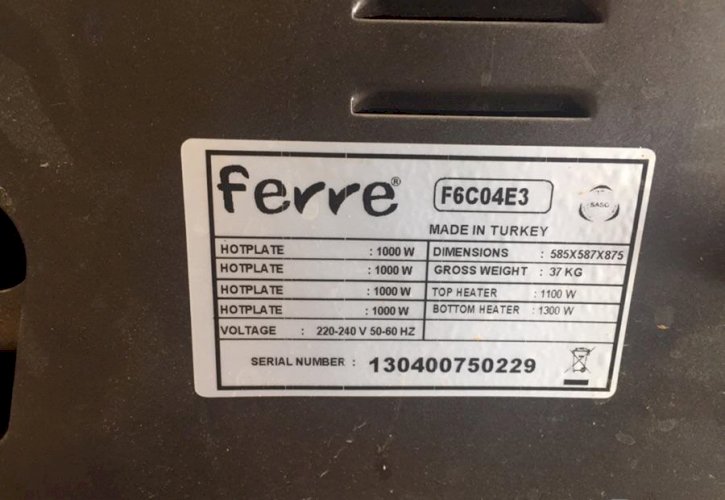 ferre® F6C04E3 SASO
MADE IN TURKEY
HOTPLATE : 1000 W DIMENSIONS : 585X587X875
HOTPLATE : 1000 W GROSS WEIGHT : 37 KG
HOTPLATE : 1000 W TOP HEATER : 1100 W
HOTPLATE : 1000 W BOTTOM HEATER : 1300 W
VOLTAGE : 220-240 V 50-60 HZ
SERIAL NUMBER : 130400750229